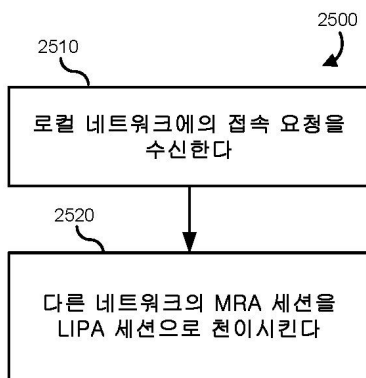 2500
2510
로컬 네트워크에의 접속 요청을
수신한다
2520
다른 네트워크의 MRA 세션을
LIPA 세션으로 천이시킨다